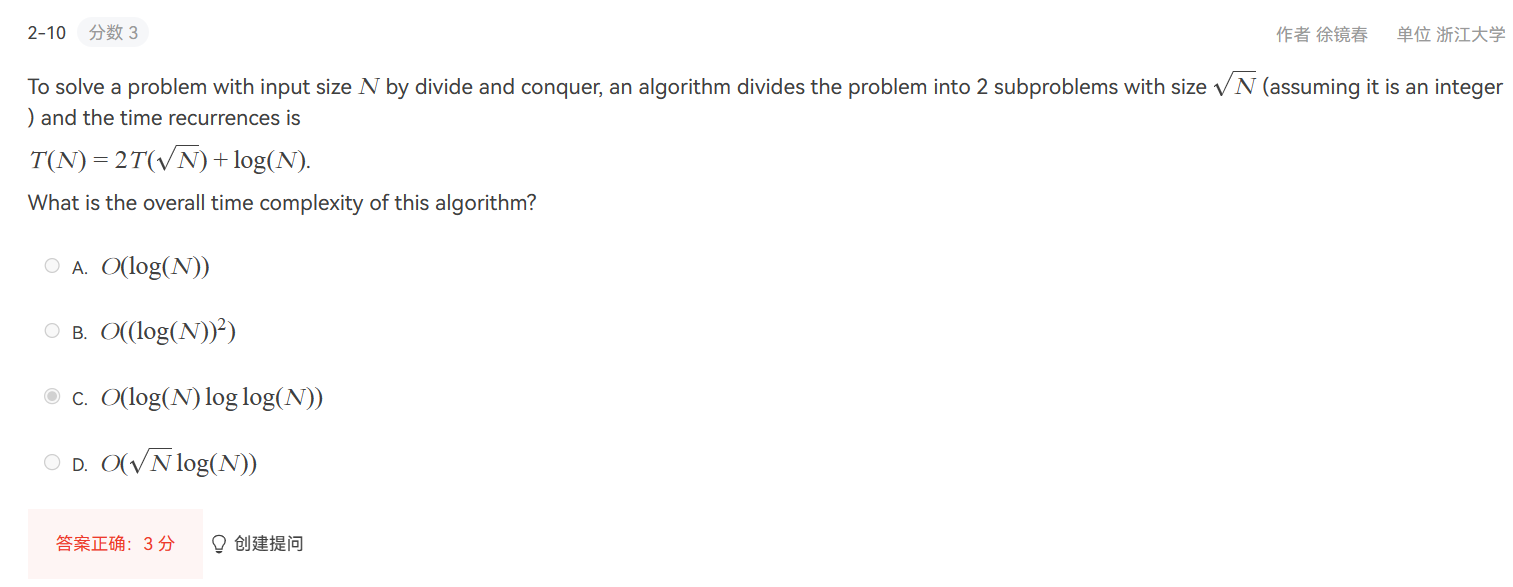 2-10 分数 3
作者 徐镜春 单位 浙江大学
To solve a problem with input size N by divide and conquer, an algorithm divides the problem into 2 subproblems with size √N (assuming it is an integer
) and the time recurrences is
T(N) = 2T(√N) + log(N).
What is the overall time complexity of this algorithm?
A. O(log(N))
B. O((log(N))²)
C. O(log(N) log log(N))
D. O(√N log(N))
答案正确：3 分 创建提问